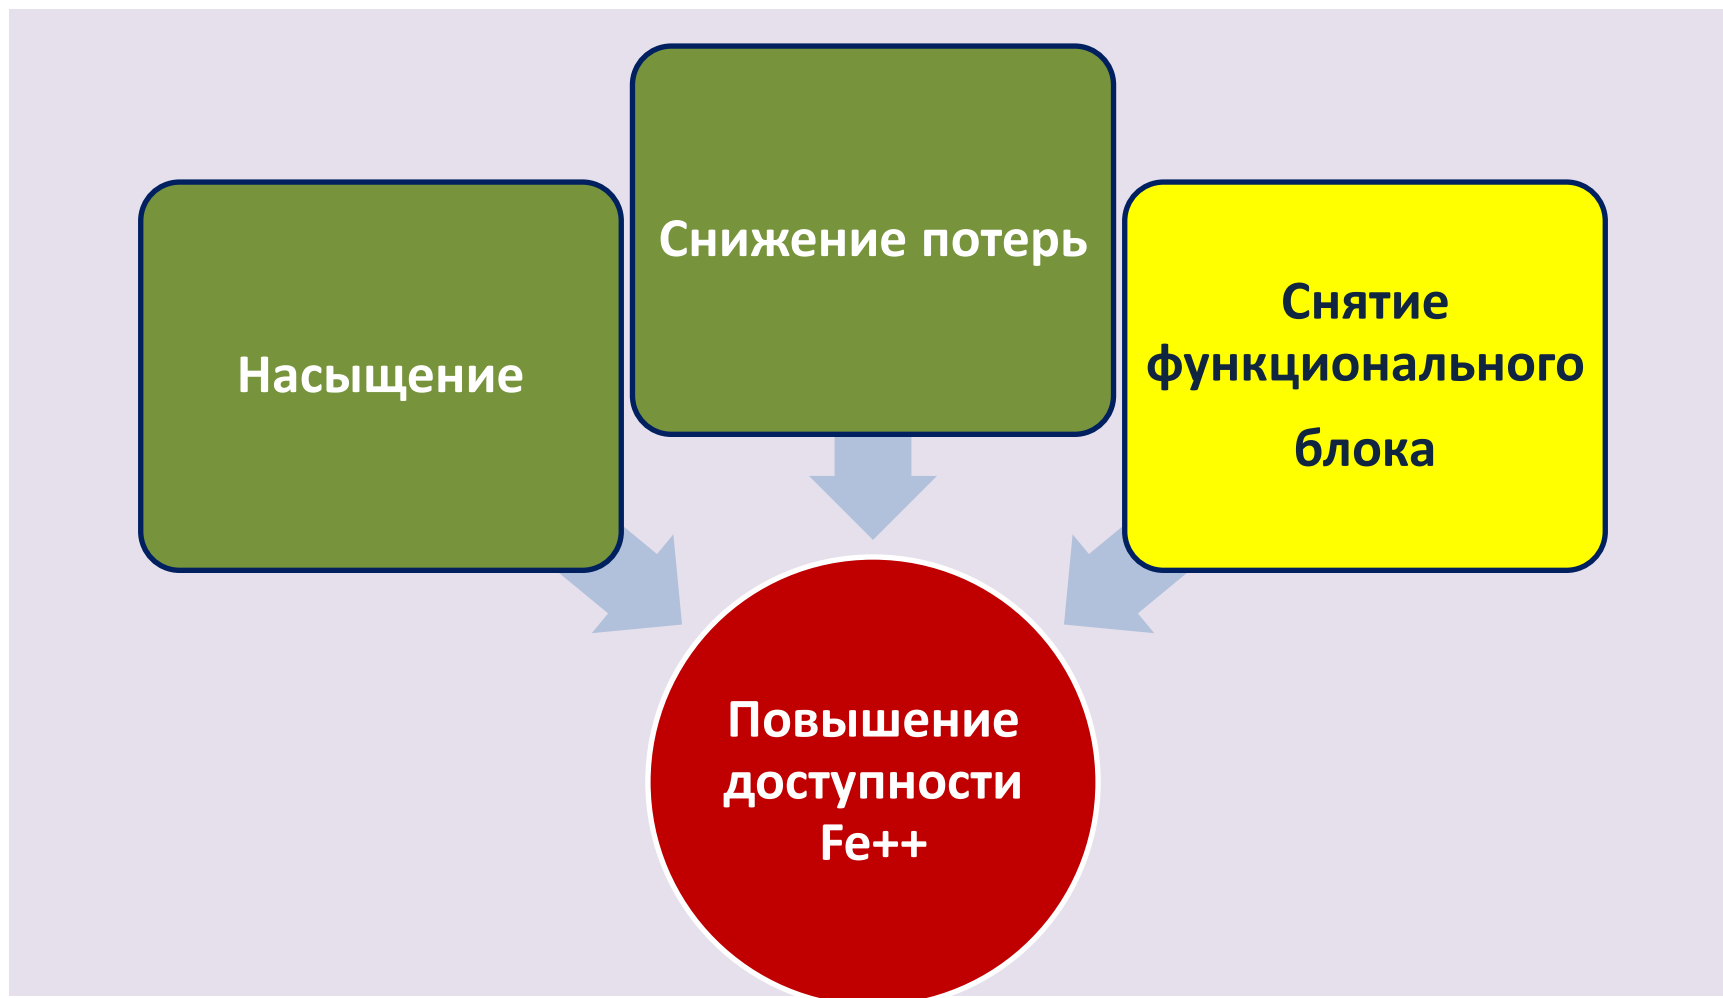 Снижение потерь
Насыщение
Снятие
функционального
блока
Повышение
доступности
Fe++